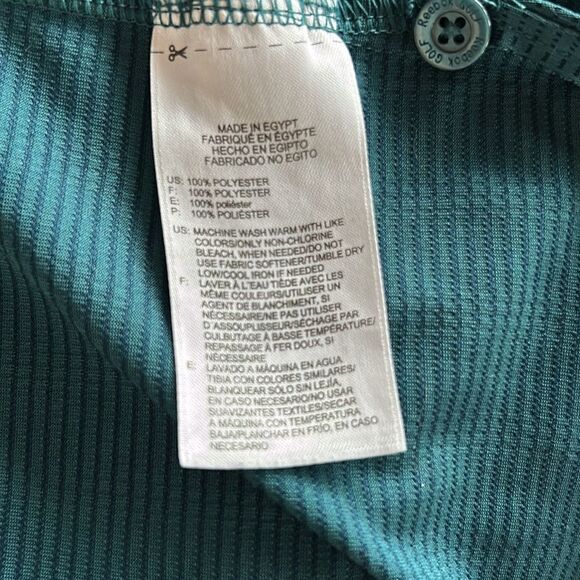 Reebok GOLF Reebok GOLF
MADE IN EGYPT
FABRIQUÉ EN ÉGYPTE
HECHO EN EGIPTO
FABRICADO NO EGITO
US: 100% POLYESTER
F: 100% POLYESTER
E: 100% poliéster
P: 100% POLIÉSTER
US: MACHINE WASH WARM WITH LIKE
COLORS/ONLY NON-CHLORINE
BLEACH, WHEN NEEDED/DO NOT
USE FABRIC SOFTENER/TUMBLE DRY
LOW/COOL IRON IF NEEDED
F: LAVER À L'EAU TIÈDE AVEC LES
MÊME COULEURS/UTILISER UN
AGENT DE BLANCHIMENT, SI
NÉCESSAIRE/NE PAS UTILISER
D'ASSOUPLISSEUR/SÉCHAGE PAR
CULBUTAGE À BASSE TEMPÉRATURE/
REPASSAGE À FER DOUX, SI
NÉCESSAIRE
E: LAVADO A MÁQUINA EN AGUA
TIBIA CON COLORES SIMILARES/
BLANQUEAR SÓLO SIN LEJÍA,
EN CASO NECESARIO/NO USAR
SUAVIZANTES TEXTILES/SECAR
A MÁQUINA CON TEMPERATURA
BAJA/PLANCHAR EN FRÍO, EN CASO
NECESARIO